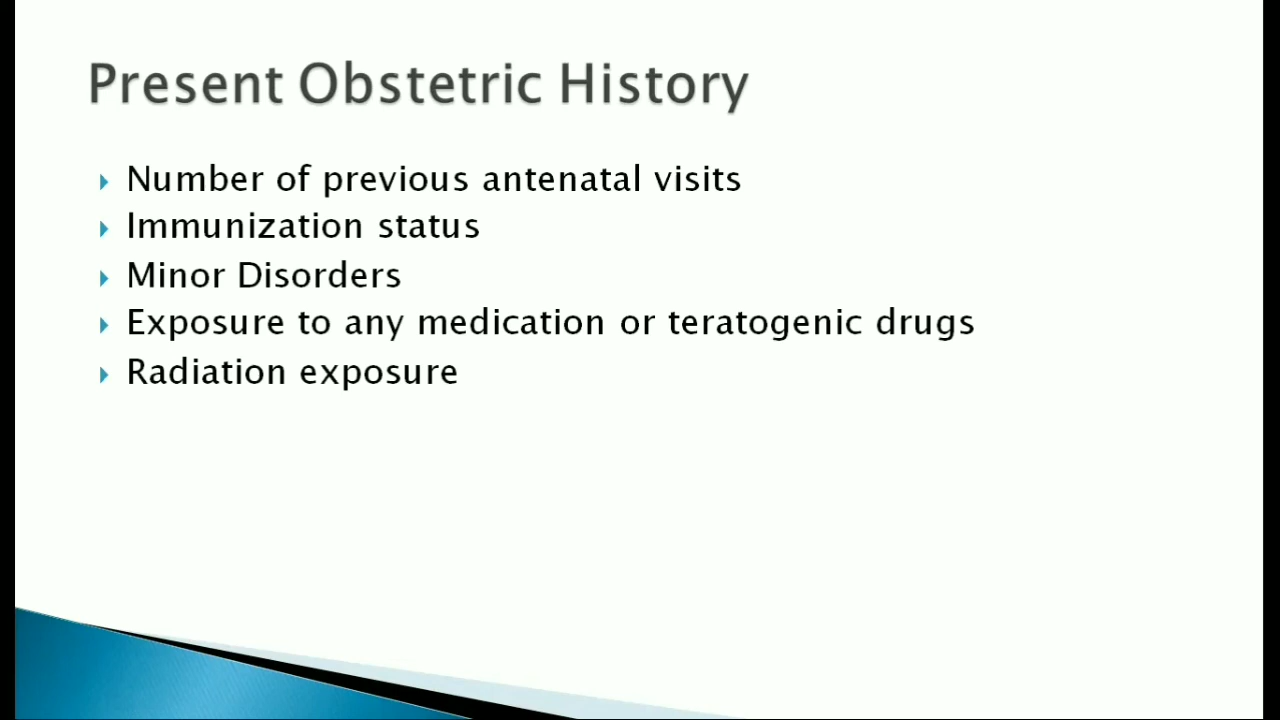 Present Obstetric History
Number of previous antenatal visits
Immunization status
Minor Disorders
Exposure to any medication or teratogenic drugs
Radiation exposure